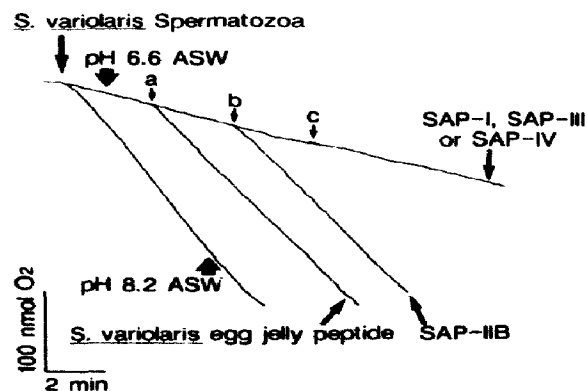 S. variolaris Spermatozoa
pH 6.6 ASW
a
b
c
SAP-I, SAP-III
or SAP-IV
pH 8.2 ASW
S. variolaris egg jelly peptide
SAP-IIB
100 nmol O2
2 min